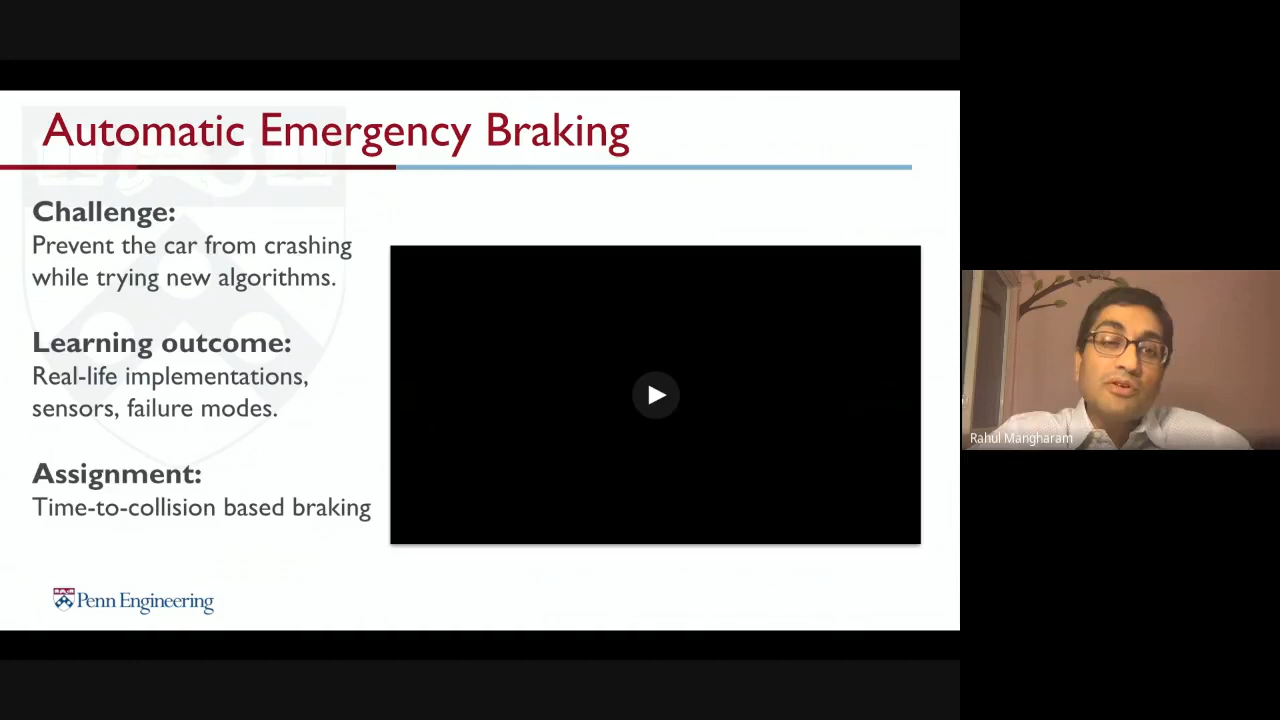 Automatic Emergency Braking
Challenge:
Prevent the car from crashing
while trying new algorithms.
Learning outcome:
Real-life implementations,
sensors, failure modes.
Assignment:
Time-to-collision based braking
Penn Engineering
Rahul Mangharam